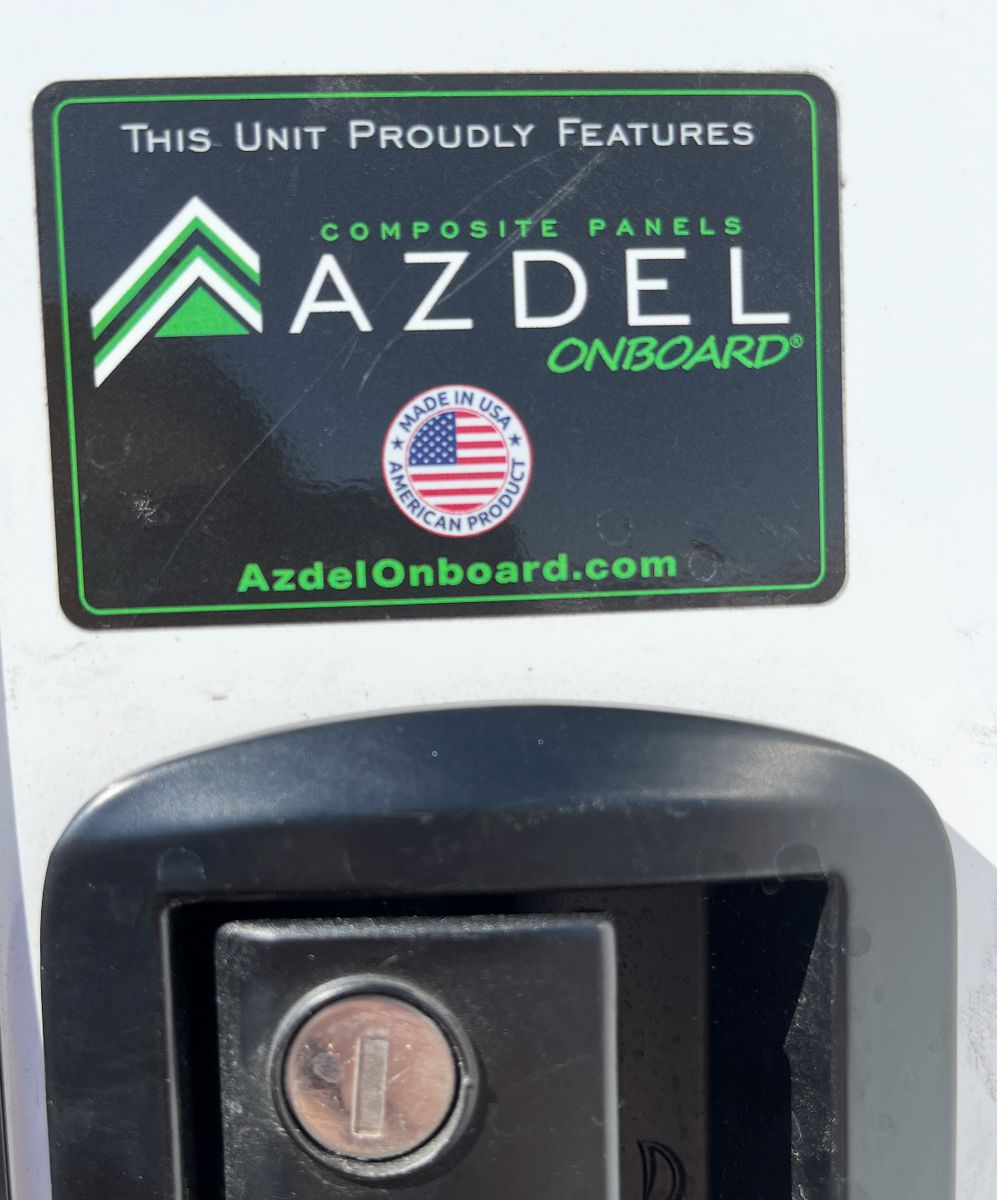 THIS UNIT PROUDLY FEATURES
COMPOSITE PANELS
AZDEL
ONBOARD®
MADE IN USA
AMERICAN PRODUCT
AzdelOnboard.com